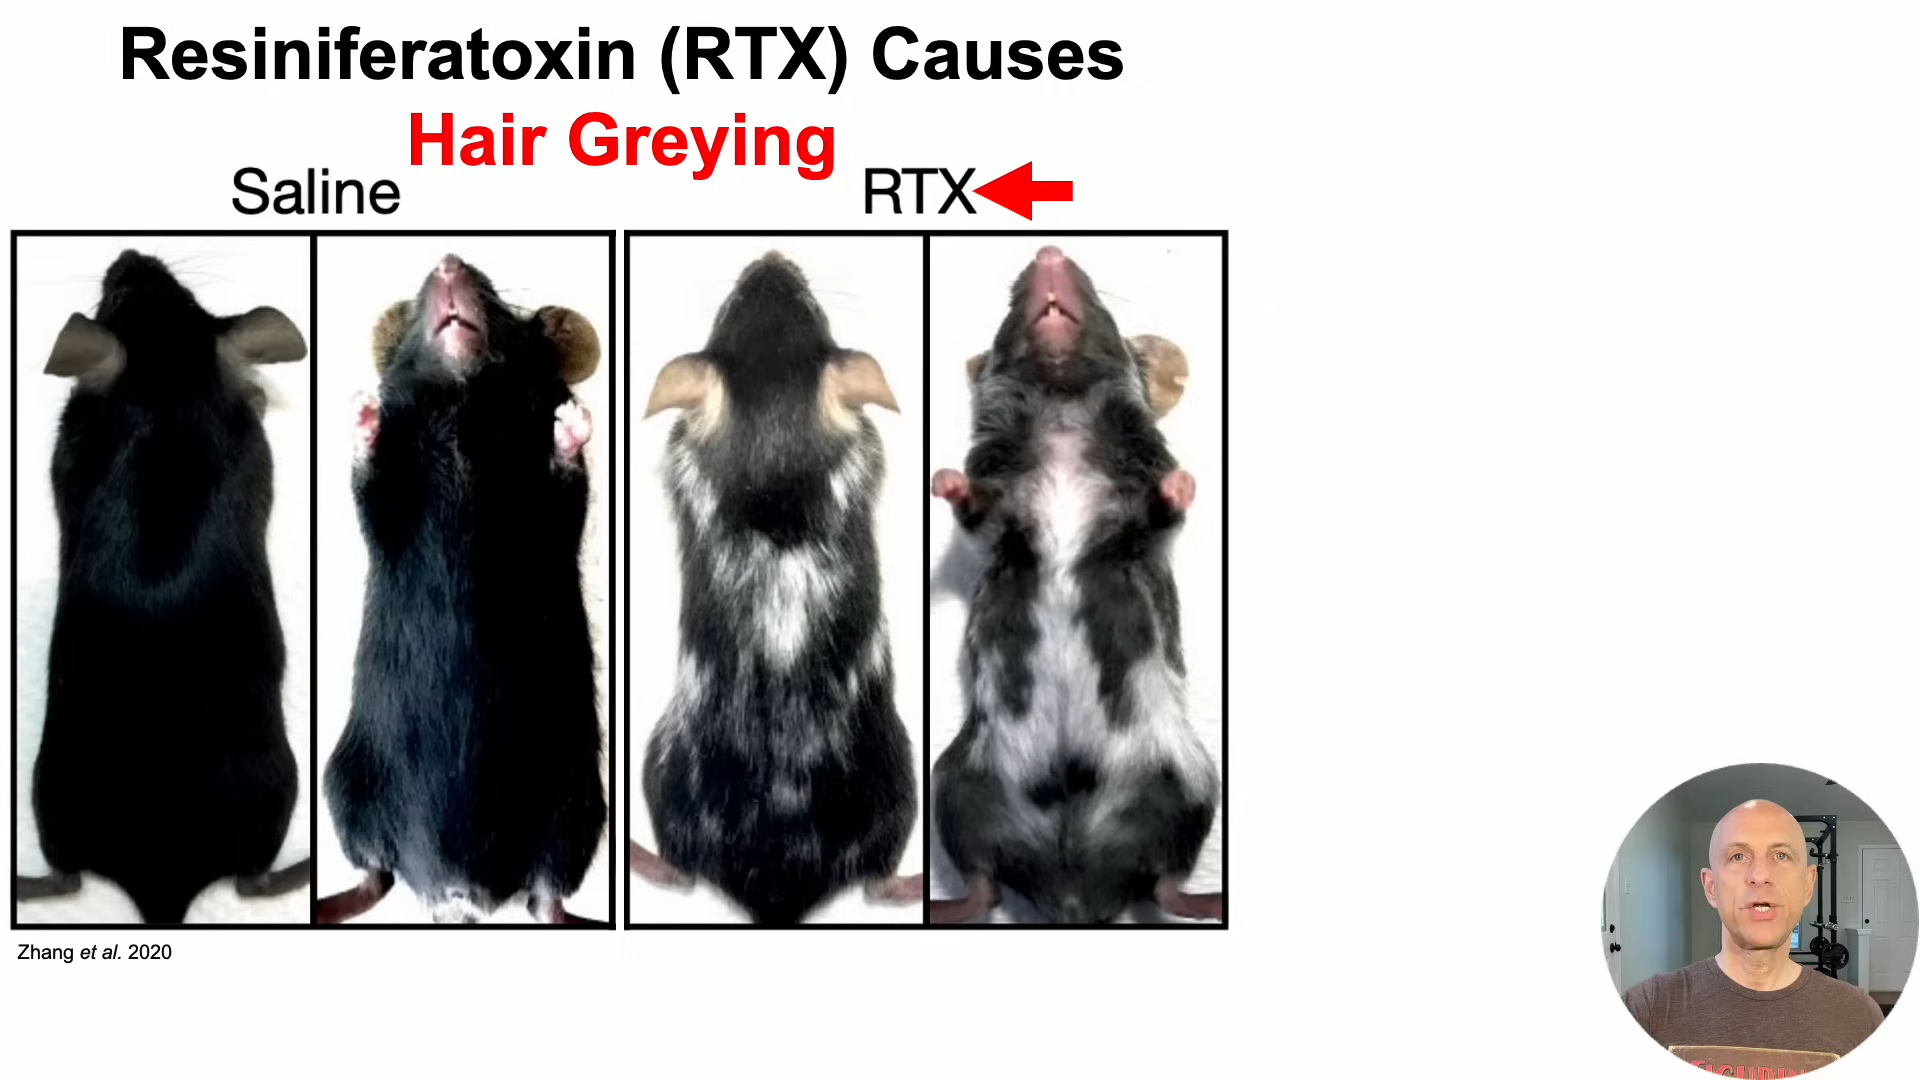 Resiniferatoxin (RTX) Causes
Hair Greying
Saline
RTX
Zhang et al. 2020